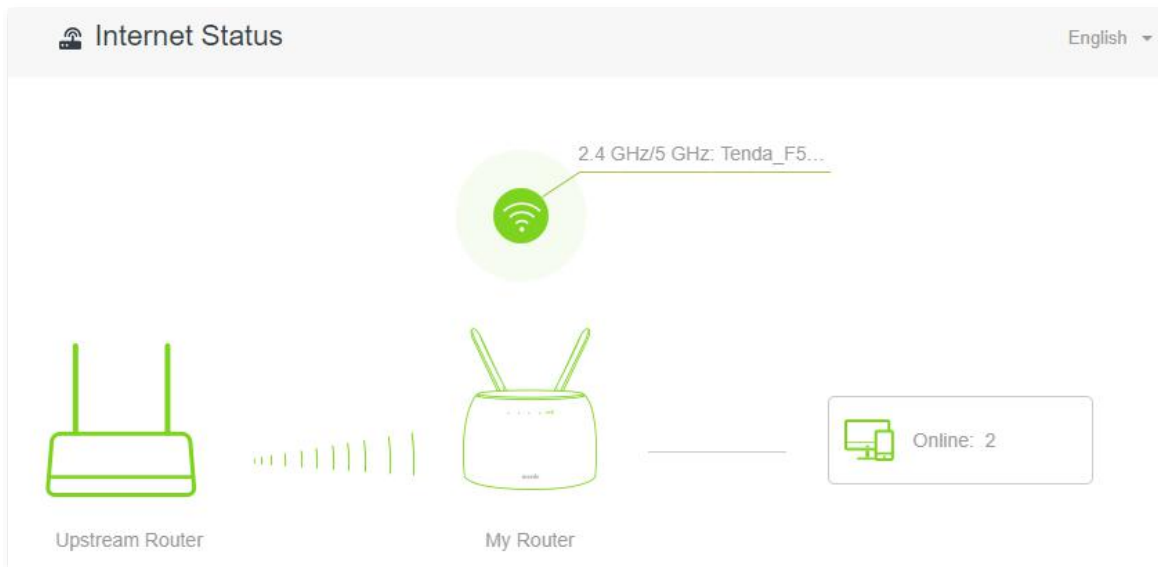 Internet Status
English
2.4 GHz/5 GHz: Tenda_F5...
Online: 2
Upstream Router
My Router